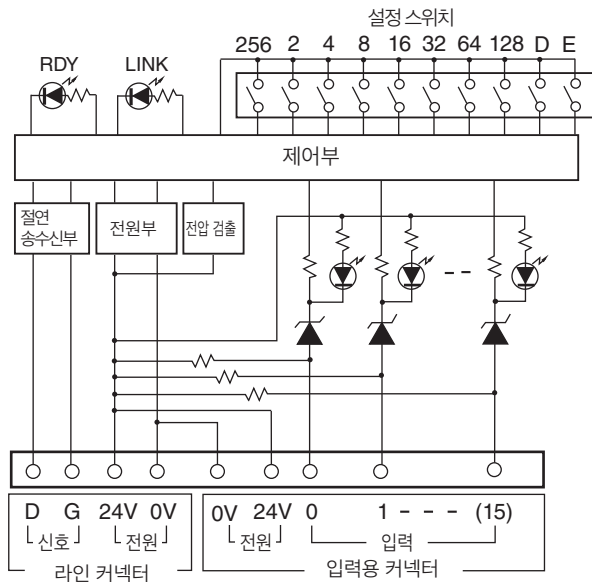 설정 스위치
256 2 4 8 16 32 64 128 D E
RDY LINK
제어부
절연
송수신부
전원부
전압 검출
D G 24V 0V
신호 전원
라인 커넥터
0V 24V 0 1 - - - (15)
전원 입력
입력용 커넥터